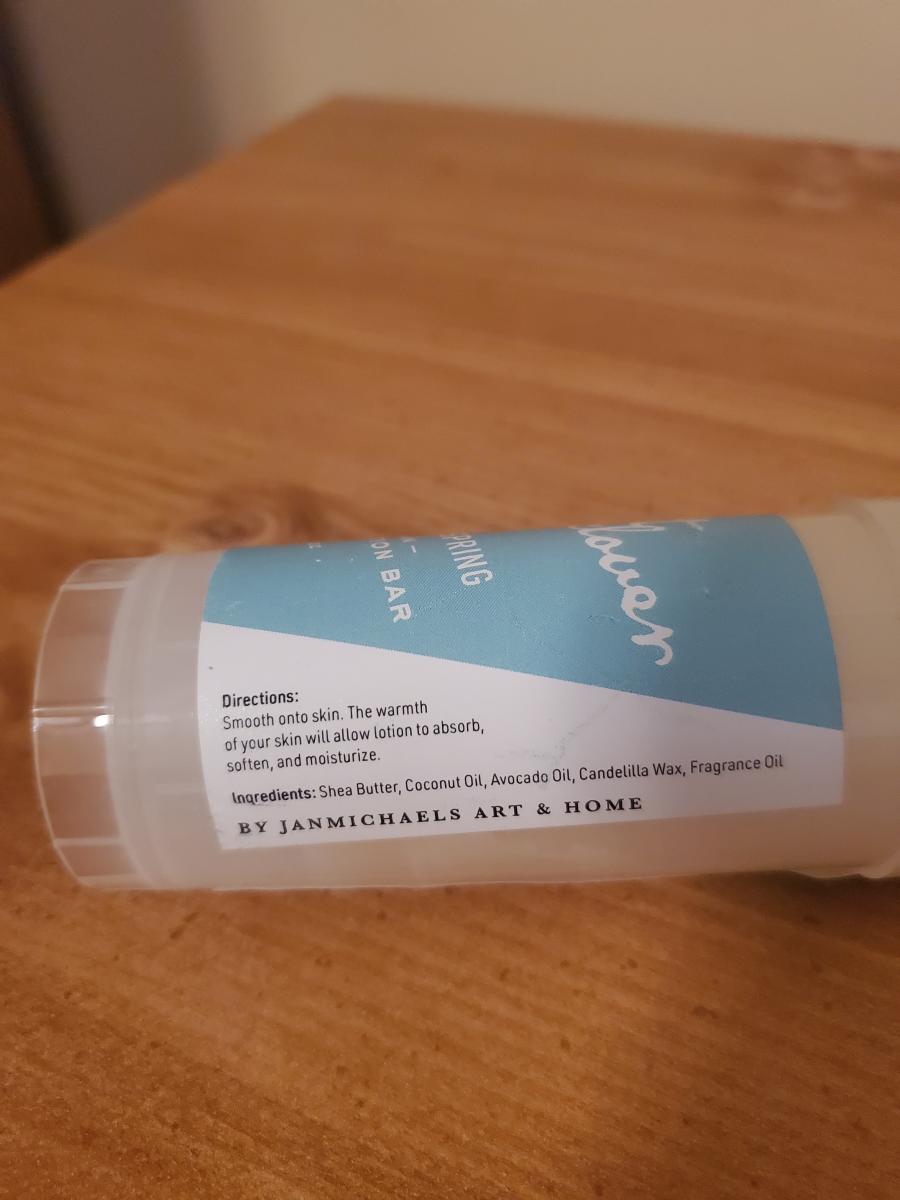 lower
PRING
ON BAR
Directions:
Smooth onto skin. The warmth
of your skin will allow lotion to absorb,
soften, and moisturize.
Ingredients: Shea Butter, Coconut Oil, Avocado Oil, Candelilla Wax, Fragrance Oil
BY JANMICHAELS ART & HOME